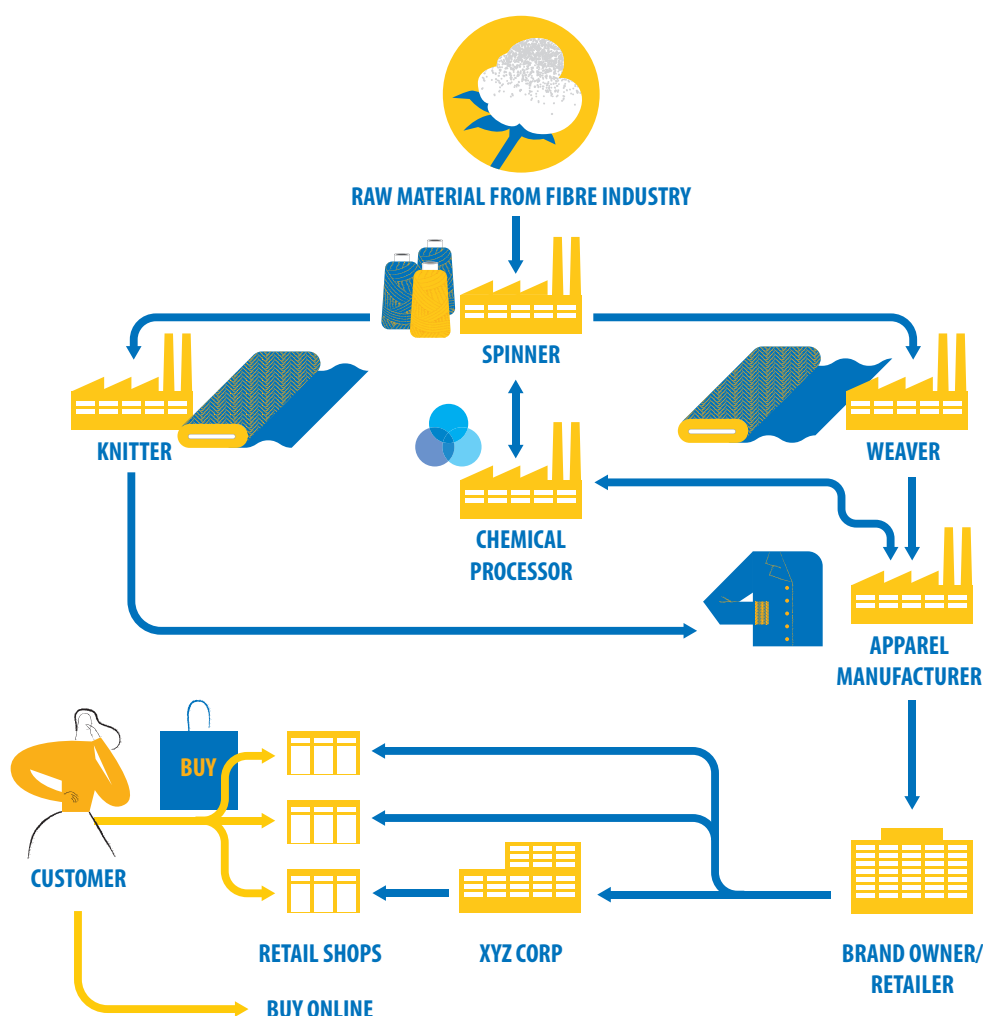 RAW MATERIAL FROM FIBRE INDUSTRY
SPINNER
KNITTER
WEAVER
CHEMICAL
PROCESSOR
APPAREL
MANUFACTURER
BUY
CUSTOMER
RETAIL SHOPS
XYZ CORP
BRAND OWNER/
RETAILER
BUY ONLINE